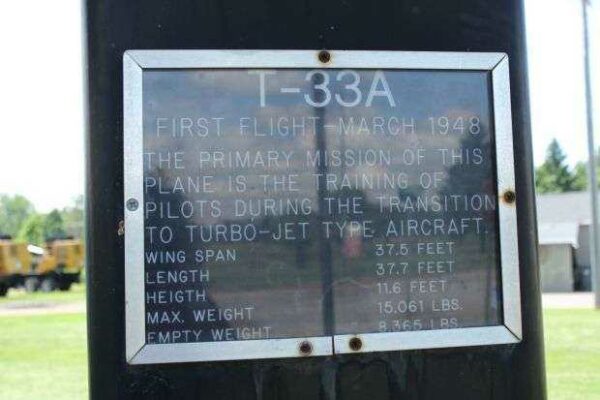 T-33A
FIRST FLIGHT-MARCH 1948
THE PRIMARY MISSION OF THIS
PLANE IS THE TRAINING OF
PILOTS DURING THE TRANSITION
TO TURBO-JET TYPE AIRCRAFT.
WING SPAN 37.5 FEET
LENGTH 37.7 FEET
HEIGTH 11.6 FEET
MAX. WEIGHT 15,061 LBS.
EMPTY WEIGHT 8,365 LBS.